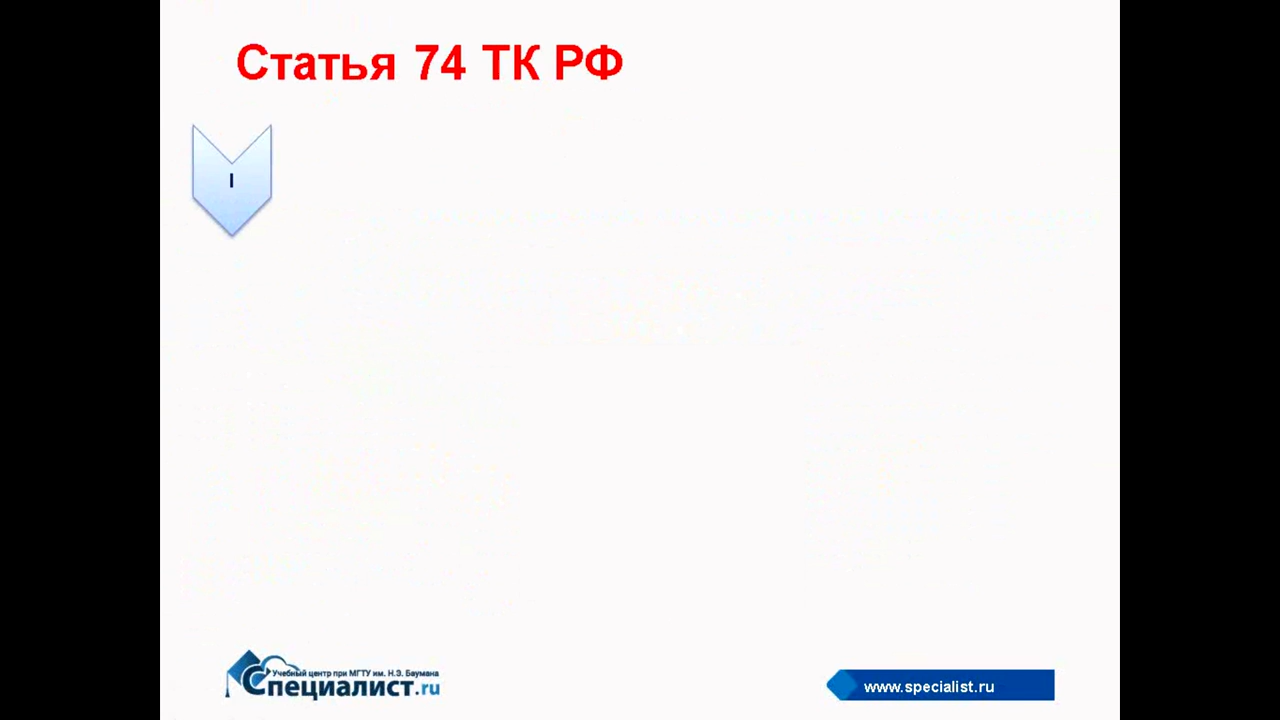 Статья 74 ТК РФ
I
Учебный центр при МГТУ им. Н.Э. Баумана
Специалист.ru
www.specialist.ru